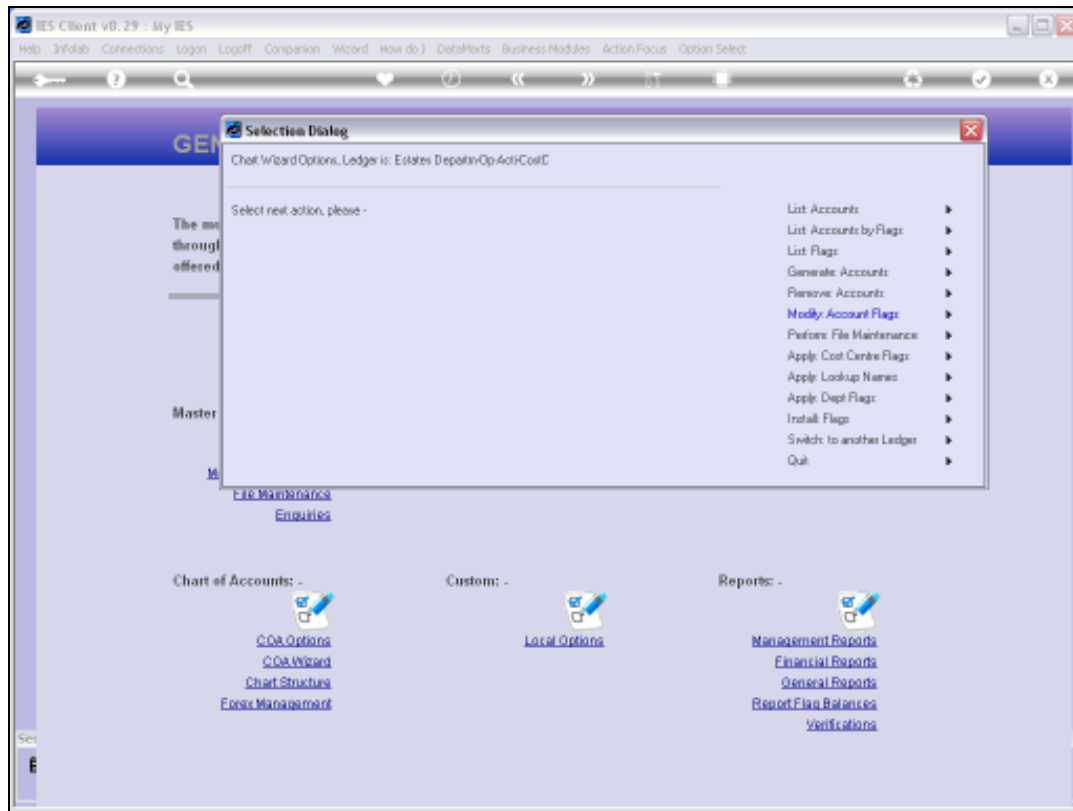 IES Client v8.29 : My IES
Help Infolab Connections Logon Logoff Companion Wizard How do I DataMarts Business Modules Action Focus Option Select
GEN
Selection Dialog
Chart Wizard Options, Ledger is: Estates Departm-Op-Acti-CostC
Select next action, please -
List: Accounts
List: Accounts by Flags
List: Flags
Generate: Accounts
Remove: Accounts
Modify: Account Flags
Perform: File Maintenance
Apply: Cost Centre Flags
Apply: Lookup Names
Apply: Dept Flags
Install: Flags
Switch: to another Ledger
Quit
The
through
offered
Master
M
File Maintenance
Enquiries
Chart of Accounts: -
COA Options
COA Wizard
Chart Structure
Forex Management
Custom: -
Local Options
Reports: -
Management Reports
Financial Reports
General Reports
Report Flag Balances
Verifications
Se